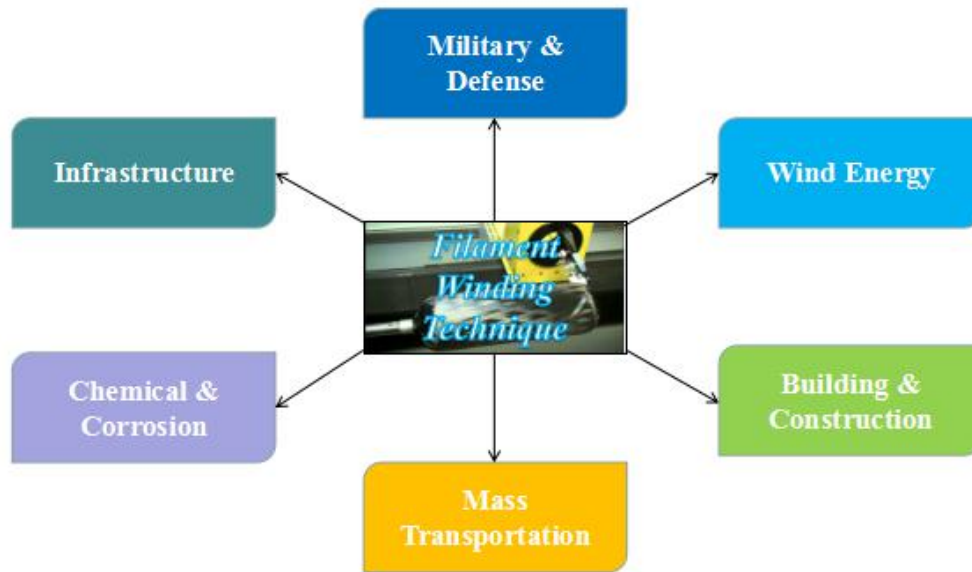 Military &
Defense
Infrastructure
Wind Energy
Filament
Winding
Technique
Chemical &
Corrosion
Building &
Construction
Mass
Transportation